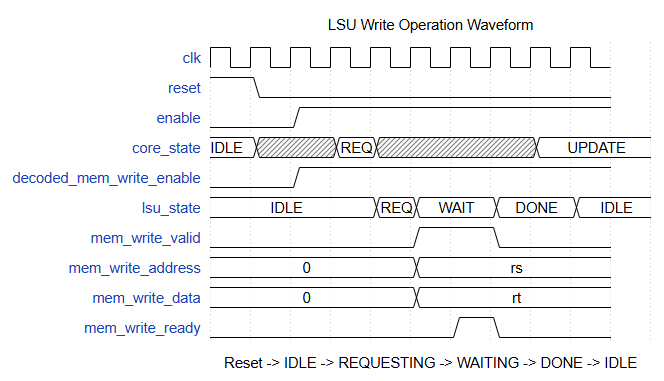 LSU Write Operation Waveform
clk
reset
enable
core_state IDLE REQ UPDATE
decoded_mem_write_enable
lsu_state IDLE REQ WAIT DONE IDLE
mem_write_valid
mem_write_address 0 rs
mem_write_data 0 rt
mem_write_ready
Reset -> IDLE -> REQUESTING -> WAITING -> DONE -> IDLE